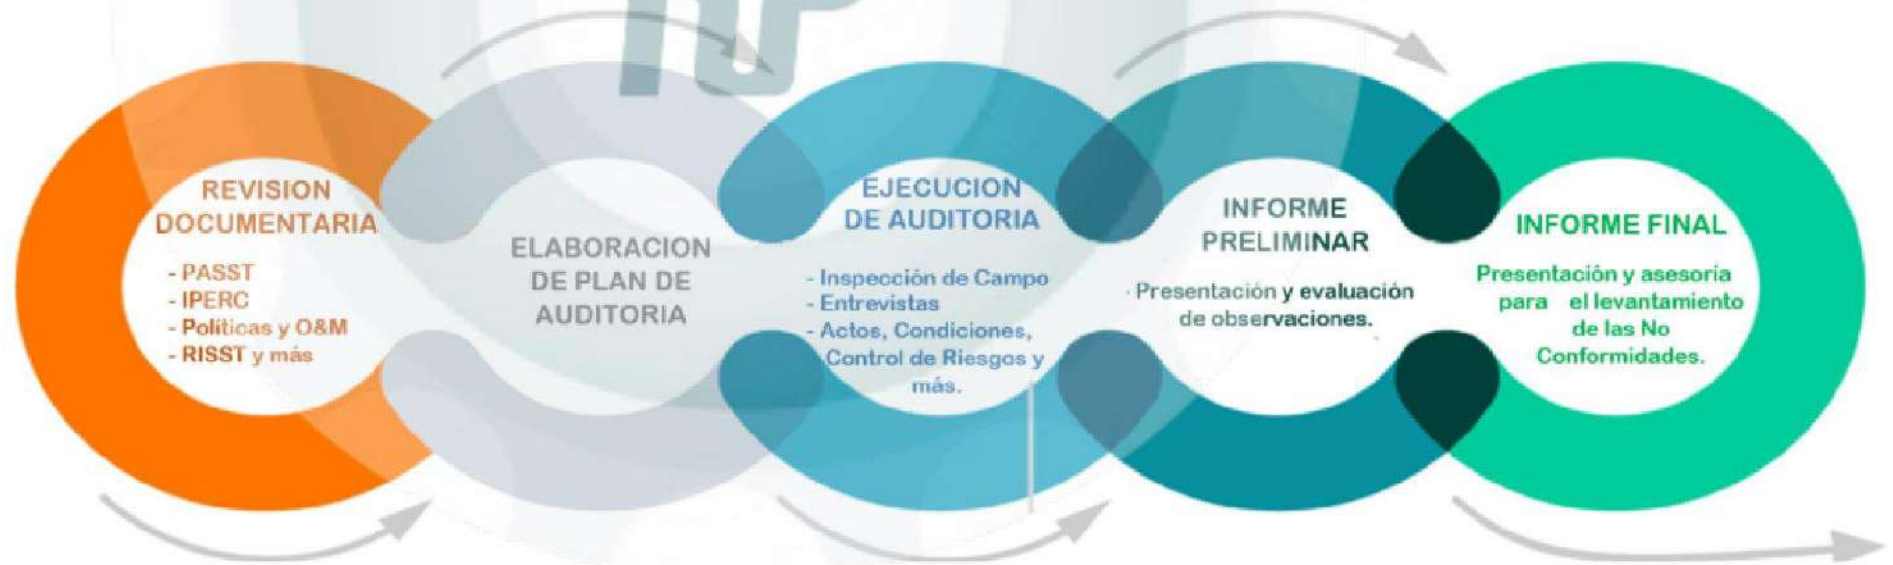 REVISION
DOCUMENTARIA
- PASST
- IPERC
- Políticas y O&M
- RISST y más
ELABORACION
DE PLAN DE
AUDITORIA
EJECUCION
DE AUDITORIA
- Inspección de Campo
- Entrevistas
- Actos, Condiciones,
Control de Riesgos y
más.
INFORME
PRELIMINAR
· Presentación y evaluación
de observaciones.
INFORME FINAL
Presentación y asesoría
para el levantamiento
de las No
Conformidades.